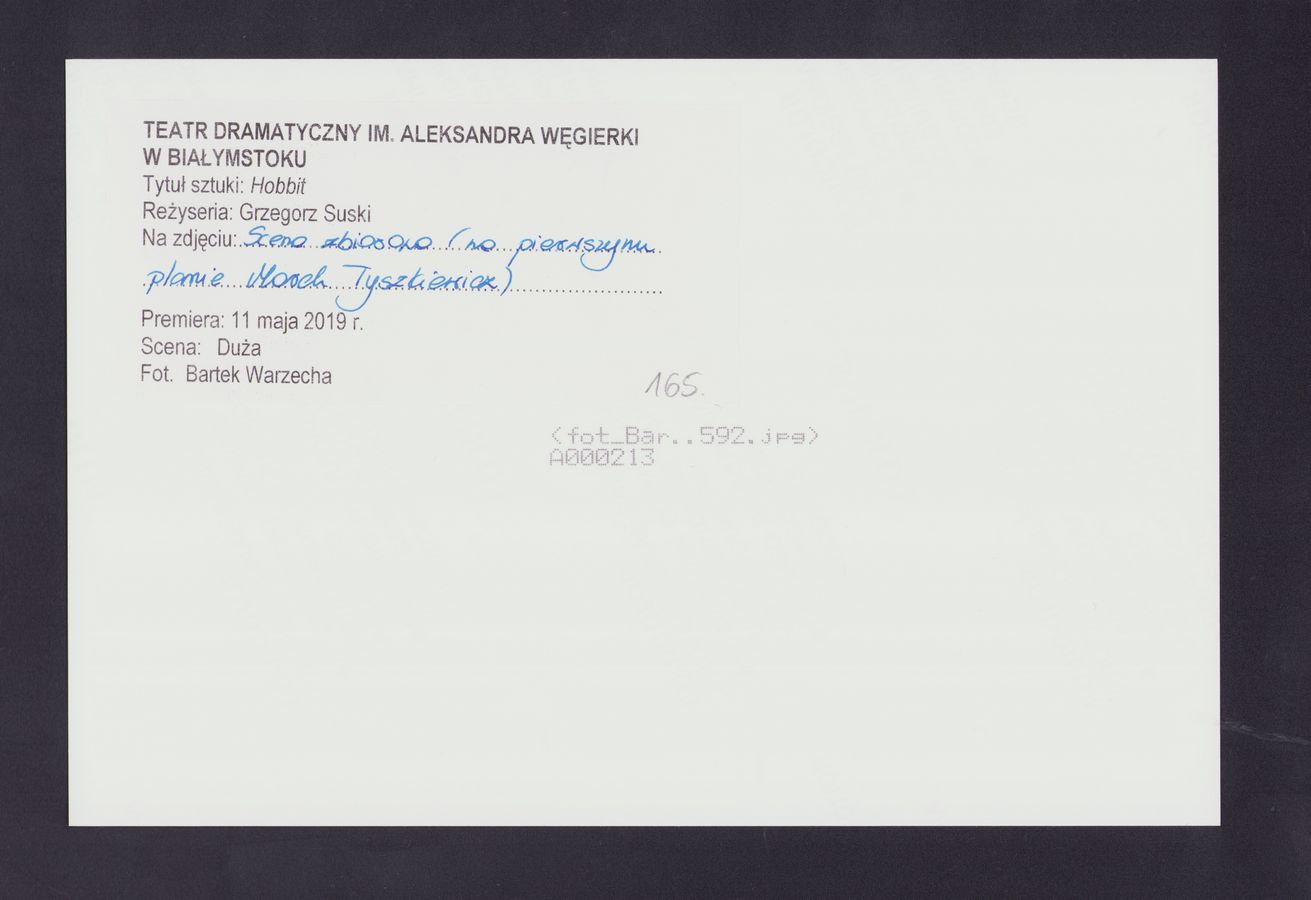 TEATR DRAMATYCZNY IM. ALEKSANDRA WĘGIERKI
W BIAŁYMSTOKU
Tytuł sztuki: Hobbit
Reżyseria: Grzegorz Suski
Na zdjęciu: Scena zbiorowa (na pierwszym
planie Marek Tyszkiewicz)
Premiera: 11 maja 2019 r.
Scena: Duża
Fot. Bartek Warzecha
165.
<fot_Bar..592.jpg>
A000213